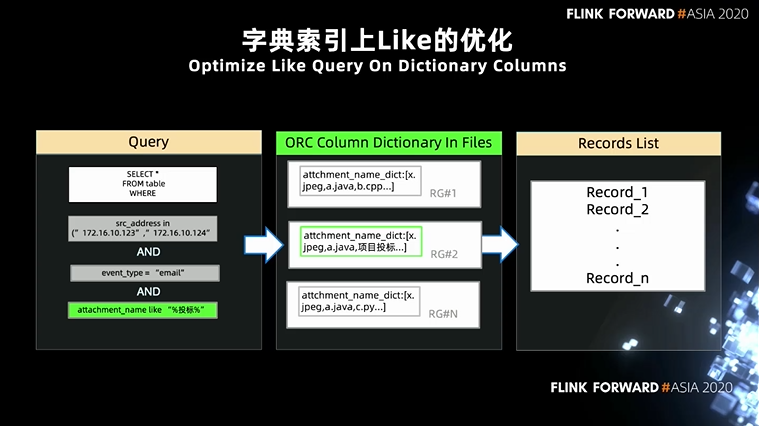 FLINK FORWARD #ASIA 2020
字典索引上Like的优化
Optimize Like Query On Dictionary Columns
Query
SELECT *
FROM table
WHERE
src_address in
(“172.16.10.123”,“172.16.10.124”
AND
event_type = “email”
AND
attachment_name like “%投标%”
ORC Column Dictionary In Files
attchment_name_dict:[x.
jpeg,a.java,b.cpp...]
RG#1
attchment_name_dict:[x.
jpeg,a.java,项目投标...]
RG#2
attchment_name_dict:[x.
jpeg,a.java,c.py...]
RG#N
Records List
Record_1
Record_2
.
.
.
Record_n
FLINK FORWARD #ASIA 2020